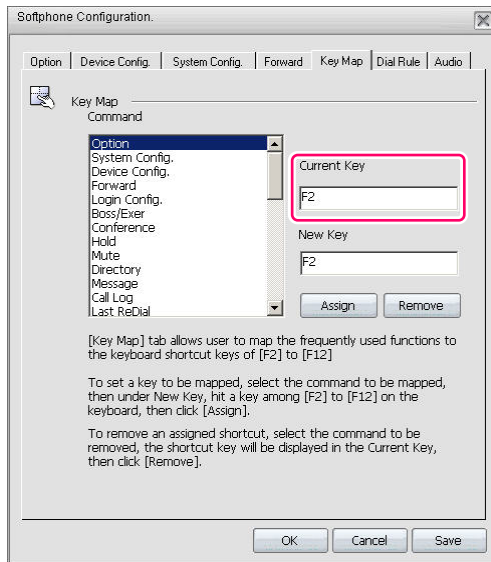 Softphone Configuration.
Option Device Config. System Config. Forward Key Map Dial Rule Audio
Key Map
Command
Option
System Config.
Device Config.
Forward
Login Config.
Boss/Exer
Conference
Hold
Mute
Directory
Message
Call Log
Last ReDial
Current Key
F2
New Key
F2
Assign Remove
[Key Map] tab allows user to map the frequently used functions to
the keyboard shortcut keys of [F2] to [F12]
To set a key to be mapped, select the command to be mapped,
then under New Key, hit a key among [F2] to [F12] on the
keyboard, then click [Assign].
To remove an assigned shortcut, select the command to be
removed, the shortcut key will be displayed in the Current Key,
then click [Remove].
OK Cancel Save